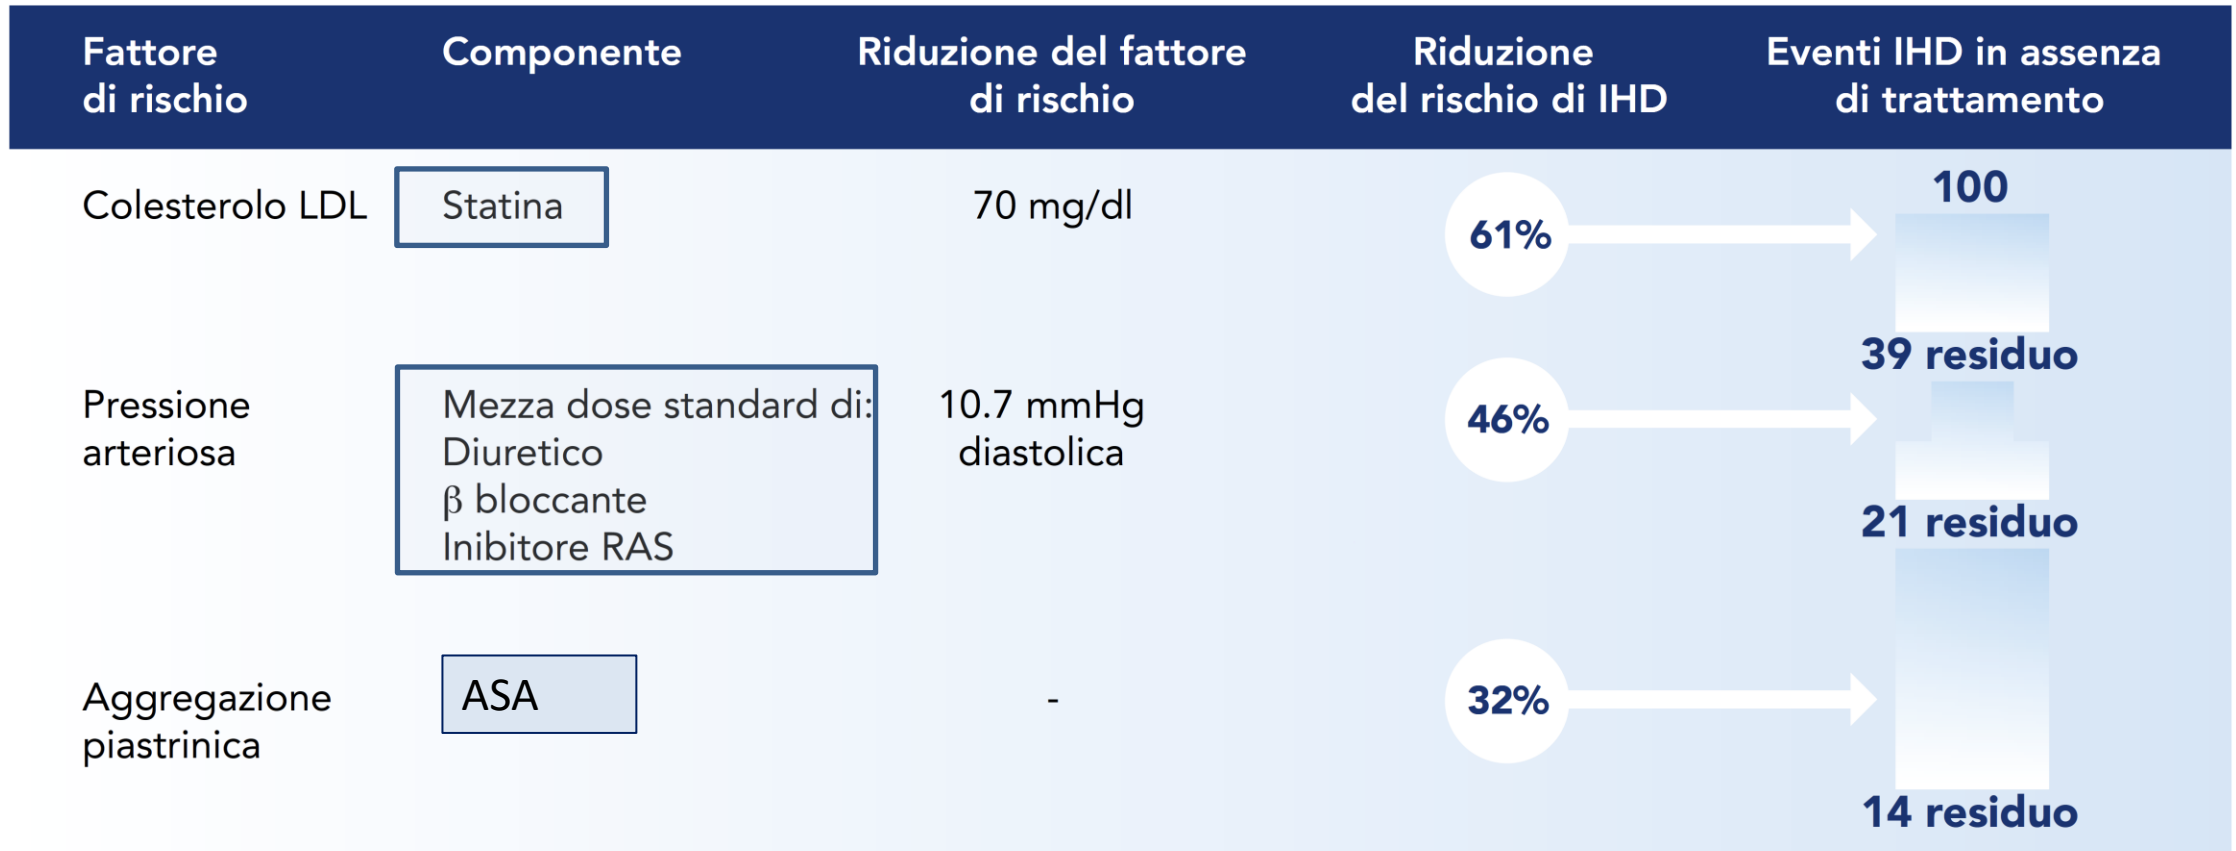 Fattore
di rischio
Componente
Riduzione del fattore
di rischio
Riduzione
del rischio di IHD
Eventi IHD in assenza
di trattamento
Colesterolo LDL
Statina
70 mg/dl
61%
100
39 residuo
Pressione
arteriosa
Mezza dose standard di:
Diuretico
β bloccante
Inibitore RAS
10.7 mmHg
diastolica
46%
21 residuo
Aggregazione
piastrinica
ASA
-
32%
14 residuo